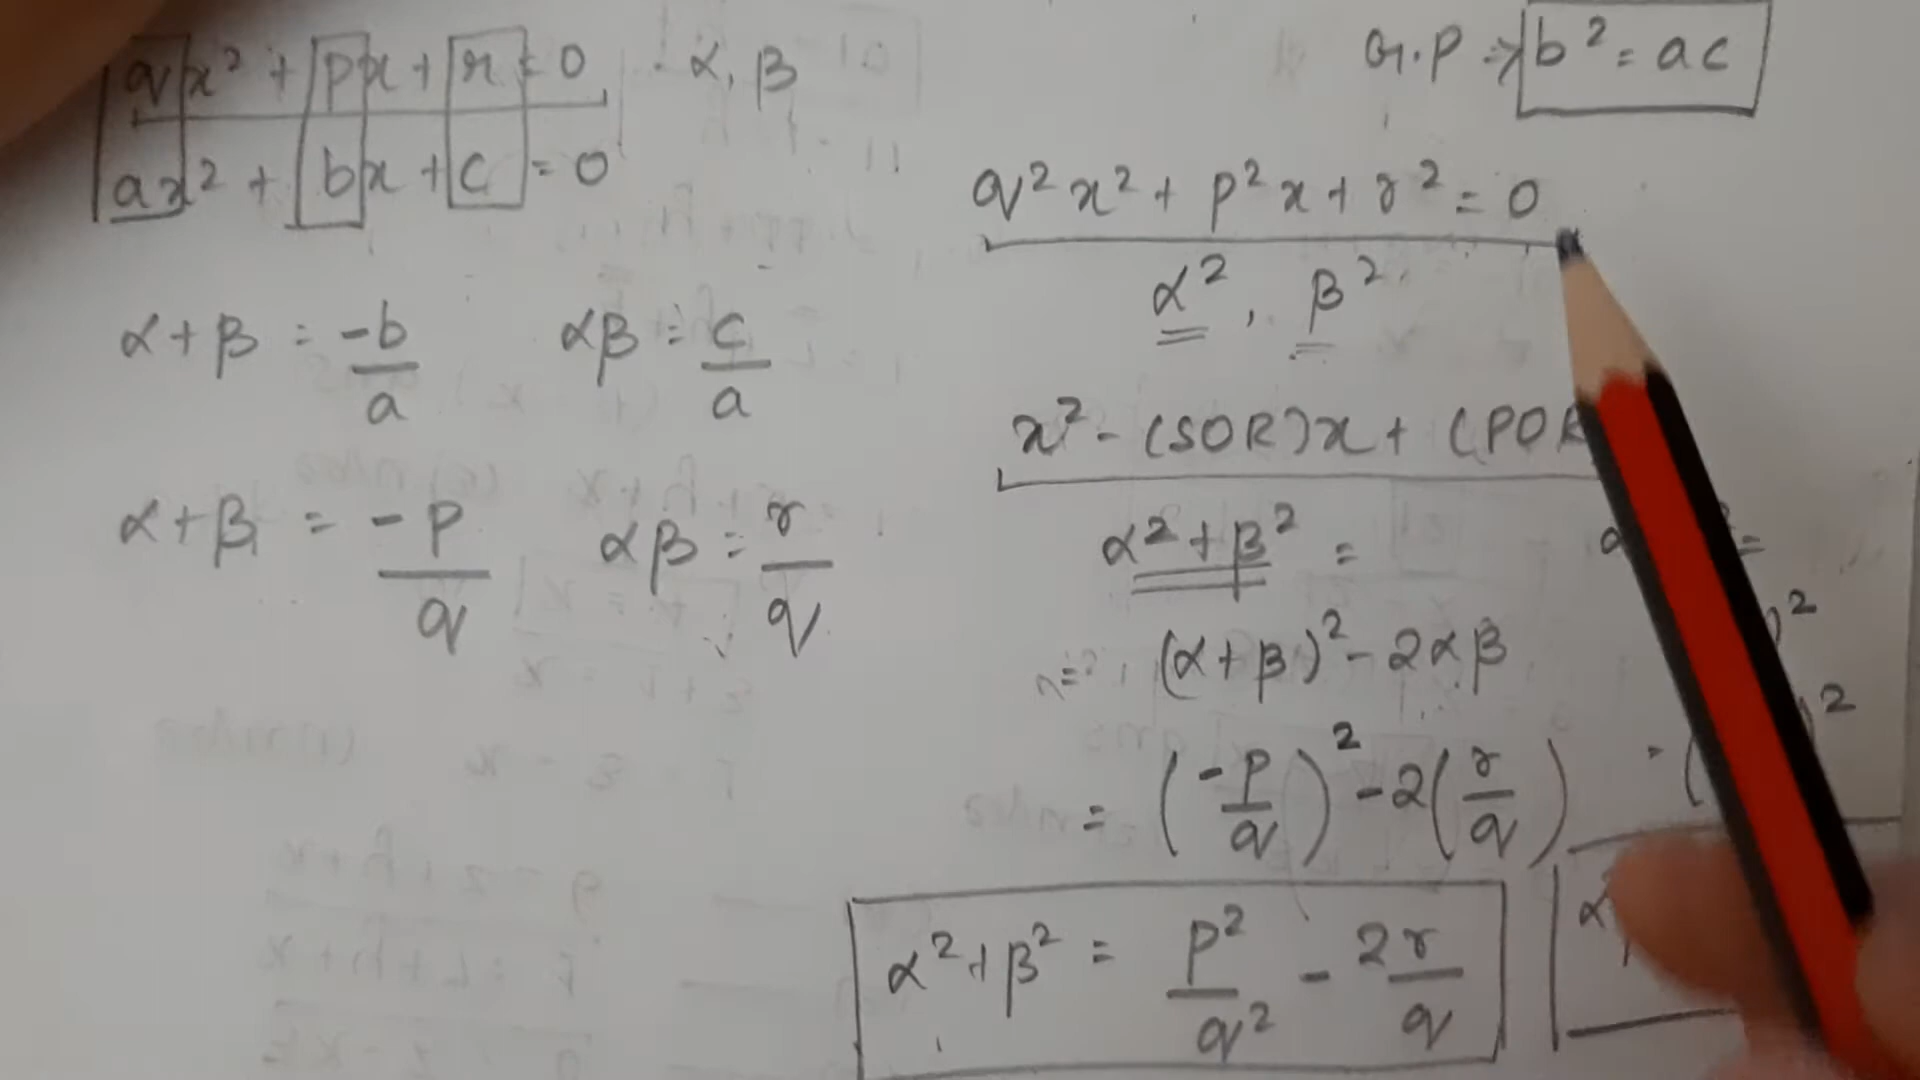 qx² + px + r = 0 α, β
ax² + bx + c = 0
α + β = -b/a αβ = c/a
α + β = -p/q αβ = r/q
G.P ⇒ b² = ac
q²x² + p²x + r² = 0
α², β²
x² - (SOR)x + (POR
α² + β² =
= (α + β)² - 2αβ
= (-p/q)² - 2(r/q)
α² + β² = p²/q² - 2r/q